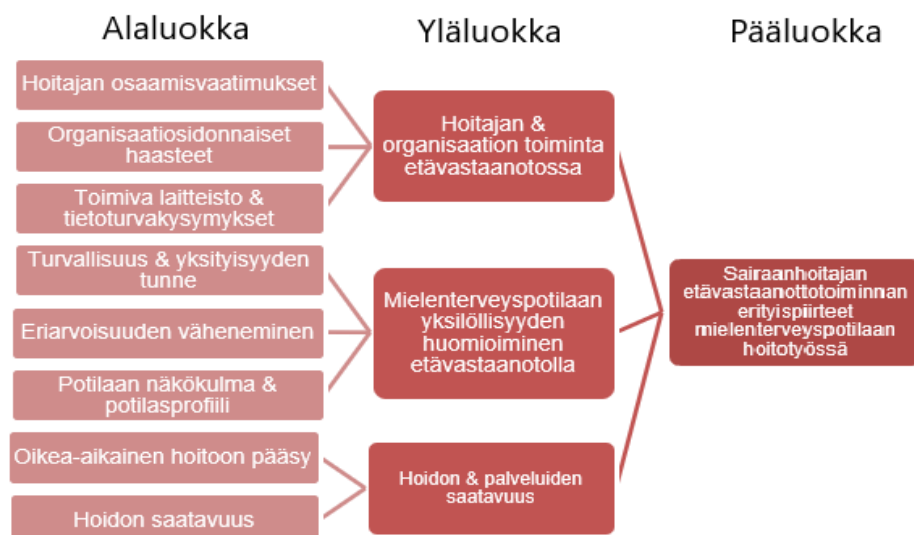 Alaluokka
Yläluokka
Pääluokka
Hoitajan osaamisvaatimukset
Organisaatiosidonnaiset
haasteet
Toimiva laitteisto &
tietoturvakysymykset
Turvallisuus & yksityisyyden
tunne
Eriarvoisuuden väheneminen
Potilaan näkökulma &
potilasprofiili
Oikea-aikainen hoitoon pääsy
Hoidon saatavuus
Hoitajan &
organisaation toiminta
etävastaanotossa
Mielenterveyspotilaan
yksilöllisyyden
huomioiminen
etävastaanotolla
Hoidon & palveluiden
saatavuus
Sairaanhoitajan
etävastaanottotoiminnan
erityispiirteet
mielenterveyspotilaan
hoitotyössä